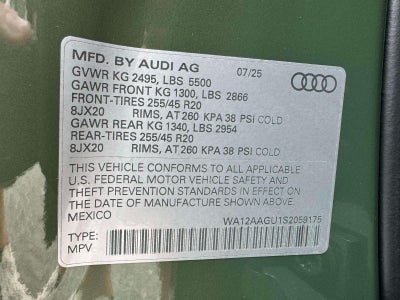 MFD. BY AUDI AG 07/25
GVWR KG 2495, LBS 5500
GAWR FRONT KG 1300, LBS 2866
FRONT-TIRES 255/45 R20
8JX20 RIMS, AT 260 KPA 38 PSI COLD
GAWR REAR KG 1340, LBS 2954
REAR-TIRES 255/45 R20
8JX20 RIMS, AT 260 KPA 38 PSI COLD
THIS VEHICLE CONFORMS TO ALL APPLICABLE
U.S. FEDERAL MOTOR VEHICLE SAFETY AND
THEFT PREVENTION STANDARDS IN EFFECT ON
THE DATE OF MANUFACTURE SHOWN ABOVE.
MEXICO WA12AAGU1S2059175
TYPE:
MPV